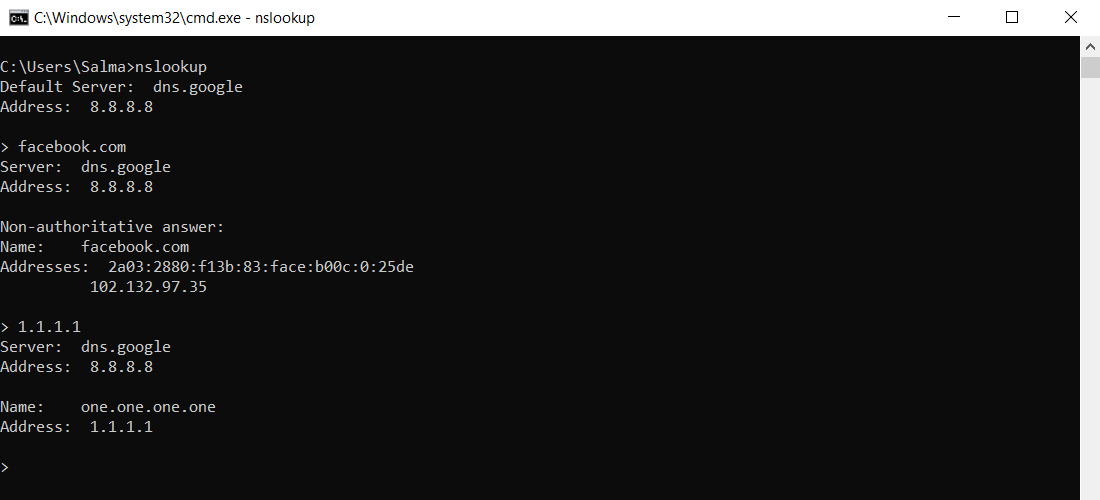 C:\Windows\system32\cmd.exe - nslookup
C:\Users\Salma>nslookup
Default Server:  dns.google
Address:  8.8.8.8
> facebook.com
Server:  dns.google
Address:  8.8.8.8
Non-authoritative answer:
Name:    facebook.com
Addresses:  2a03:2880:f13b:83:face:b00c:0:25de
          102.132.97.35
> 1.1.1.1
Server:  dns.google
Address:  8.8.8.8
Name:    one.one.one.one
Address:  1.1.1.1
>